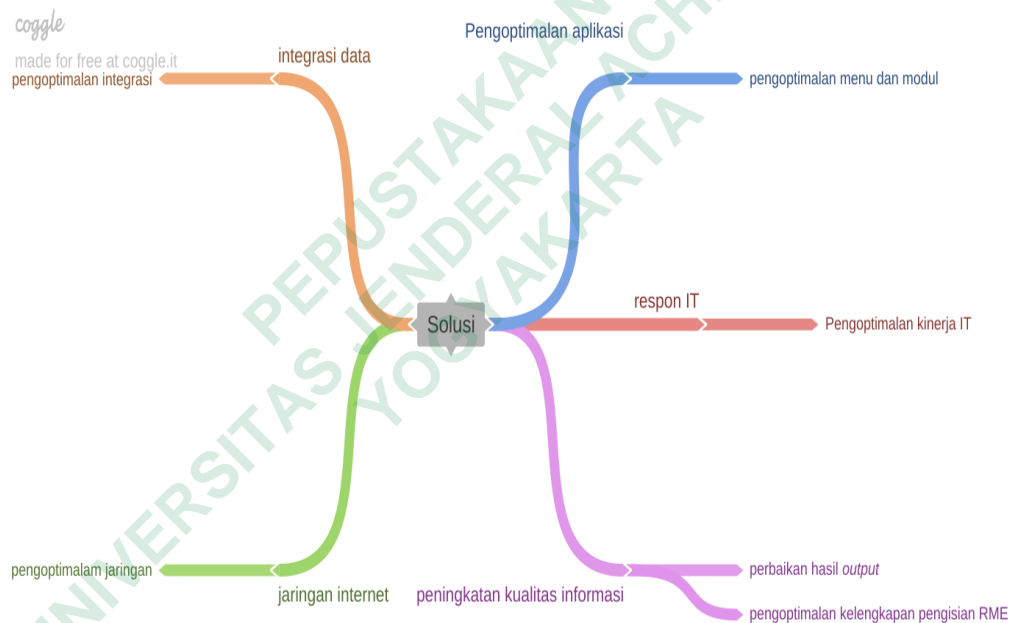 coggle
made for free at coggle.it
Pengoptimalan aplikasi
integrasi data
pengoptimalan integrasi
pengoptimalan menu dan modul
respon IT
Solusi
Pengoptimalan kinerja IT
pengoptimalam jaringan
jaringan internet
peningkatan kualitas informasi
perbaikan hasil output
pengoptimalan kelengkapan pengisian RME
PEPUSTAKAAN
UNIVERSITAS JENDERAL ACH
YOGYAKARTA